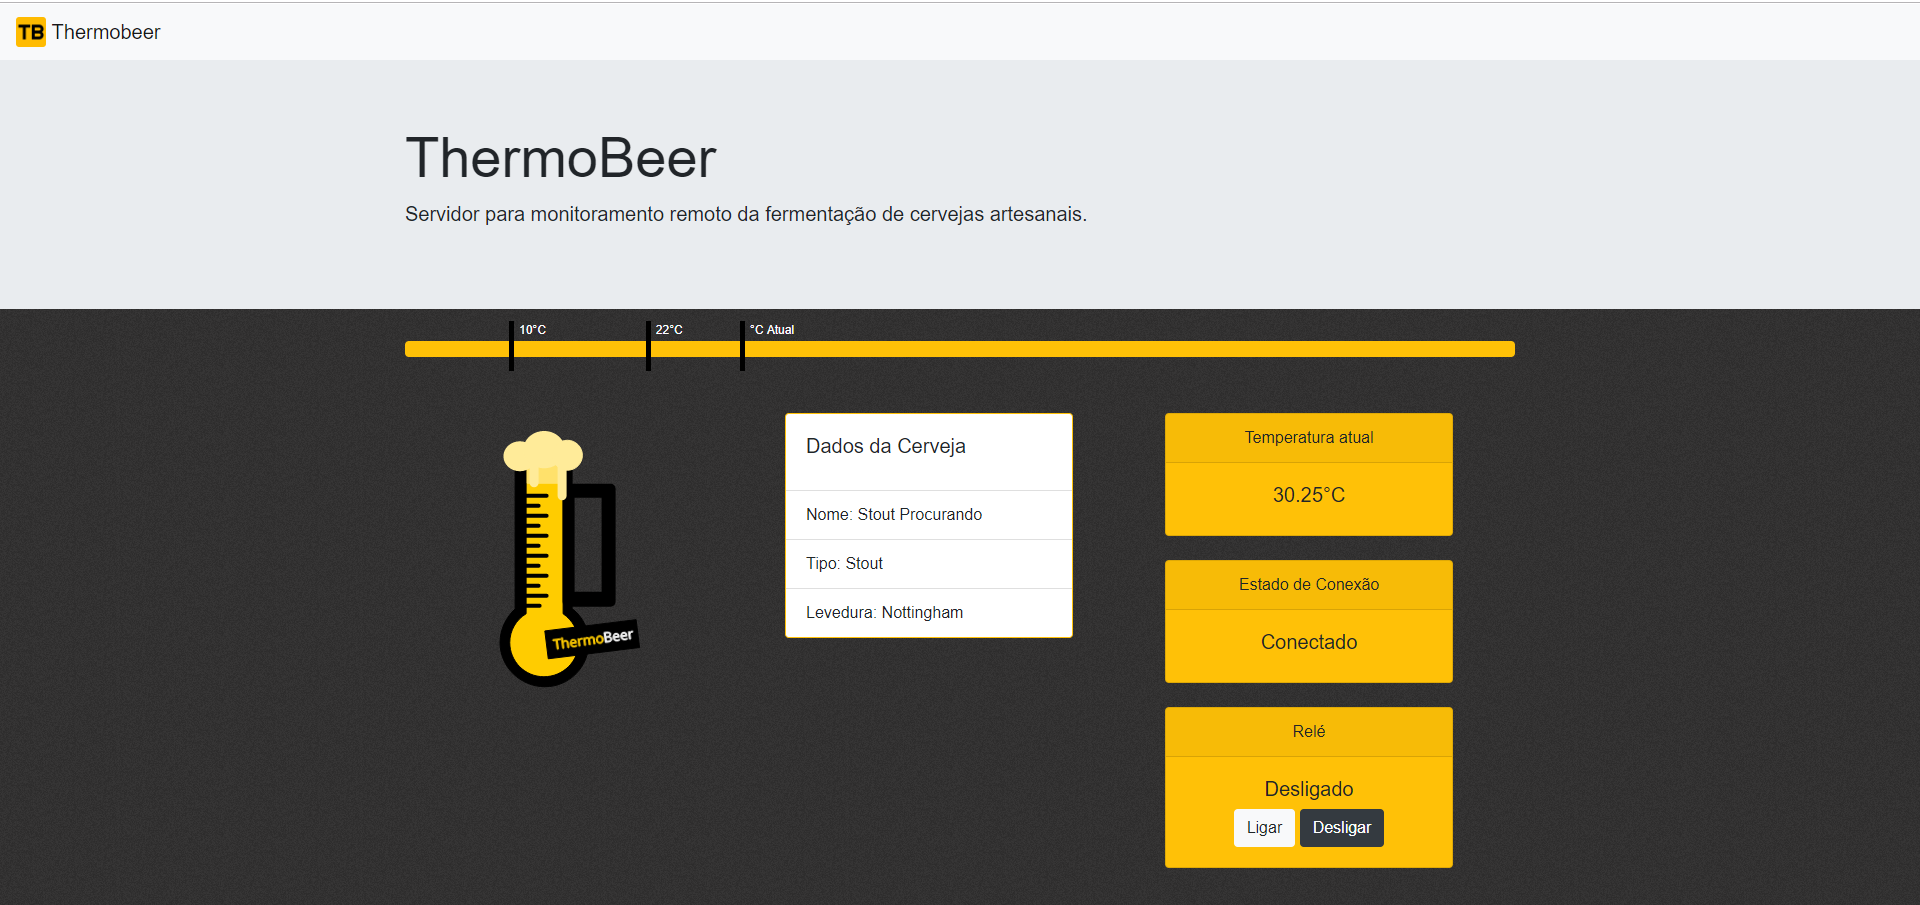 TB Thermobeer
ThermoBeer
Servidor para monitoramento remoto da fermentação de cervejas artesanais.
10°C
22°C
°C Atual
ThermoBeer
Dados da Cerveja
Nome: Stout Procurando
Tipo: Stout
Levedura: Nottingham
Temperatura atual
30.25°C
Estado de Conexão
Conectado
Relé
Desligado
Ligar Desligar